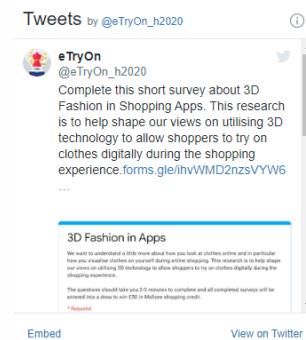 Tweets by @eTryOn_h2020
eTryOn
@eTryOn_h2020
Complete this short survey about 3D
Fashion in Shopping Apps. This research
is to help shape our views on utilising 3D
technology to allow shoppers to try on
clothes digitally during the shopping
experience.forms.gle/ihvWMD2nzsVYW6
…
3D Fashion in Apps
We want to understand a little more about how you look at clothes online and in particular
how you visualise clothes on yourself during online shopping. This research is to help shape
our views on utilising 3D technology to allow shoppers to try on clothes digitally during the
shopping experience.
The questions should take you 2-3 minutes to complete and all completed surveys will be
entered into a draw to win £50 in Mallzee shopping credit.
* Required
Embed
View on Twitter